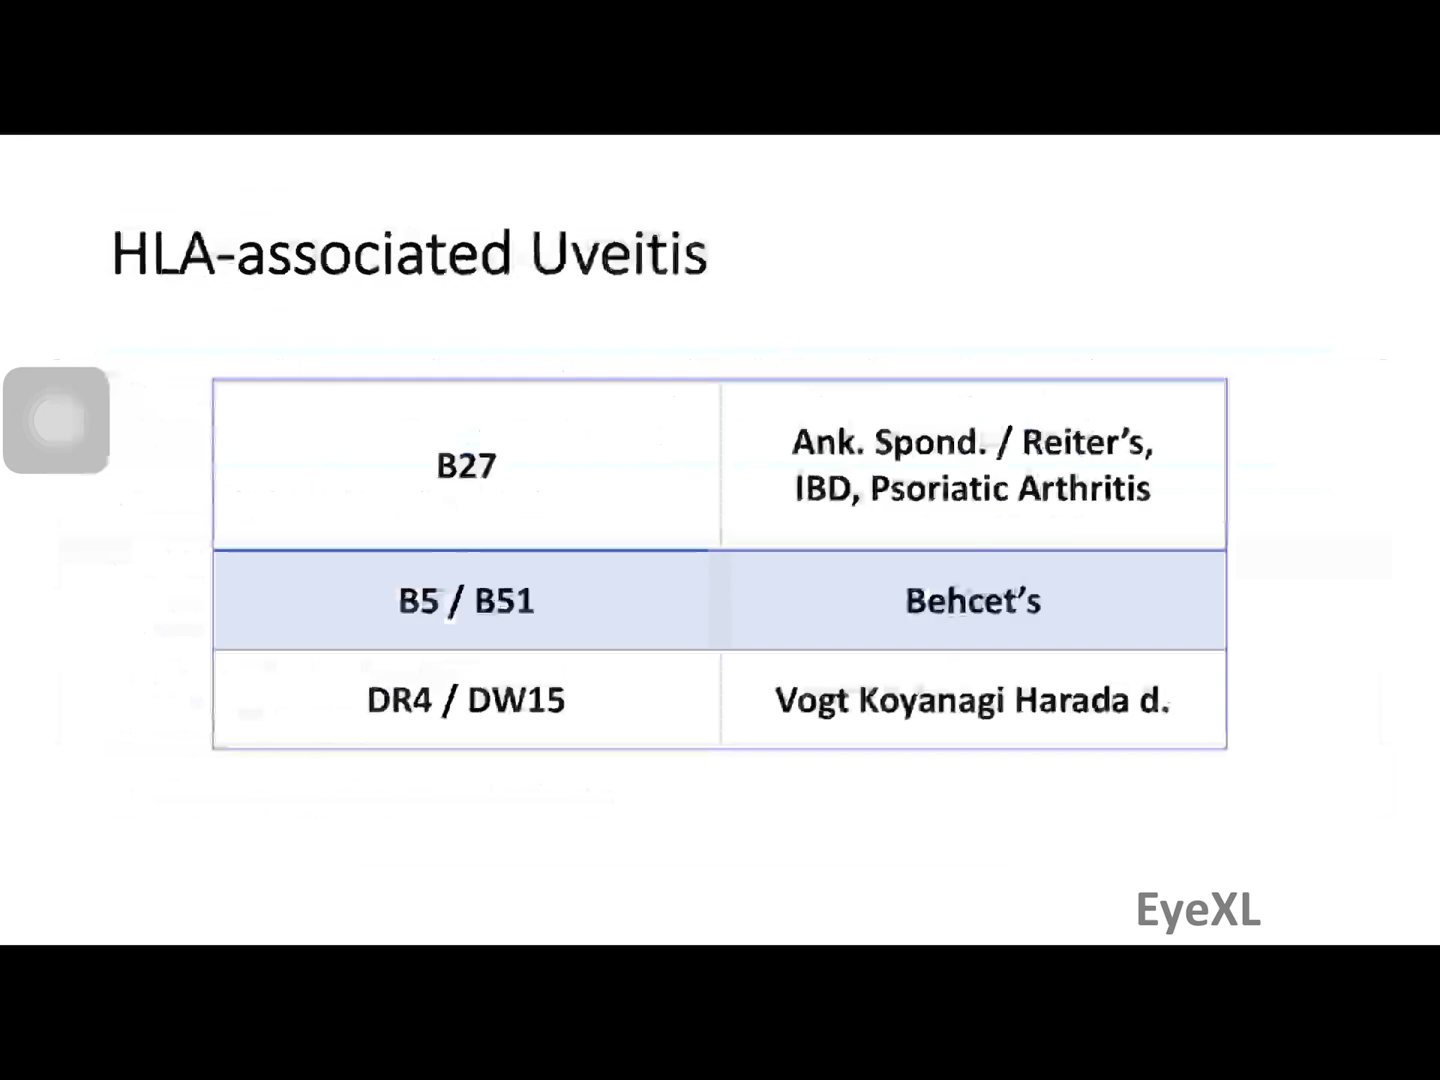 HLA-associated Uveitis
B27
Ank. Spond. / Reiter's,
IBD, Psoriatic Arthritis
B5 / B51
Behcet's
DR4 / DW15
Vogt Koyanagi Harada d.
EyeXL